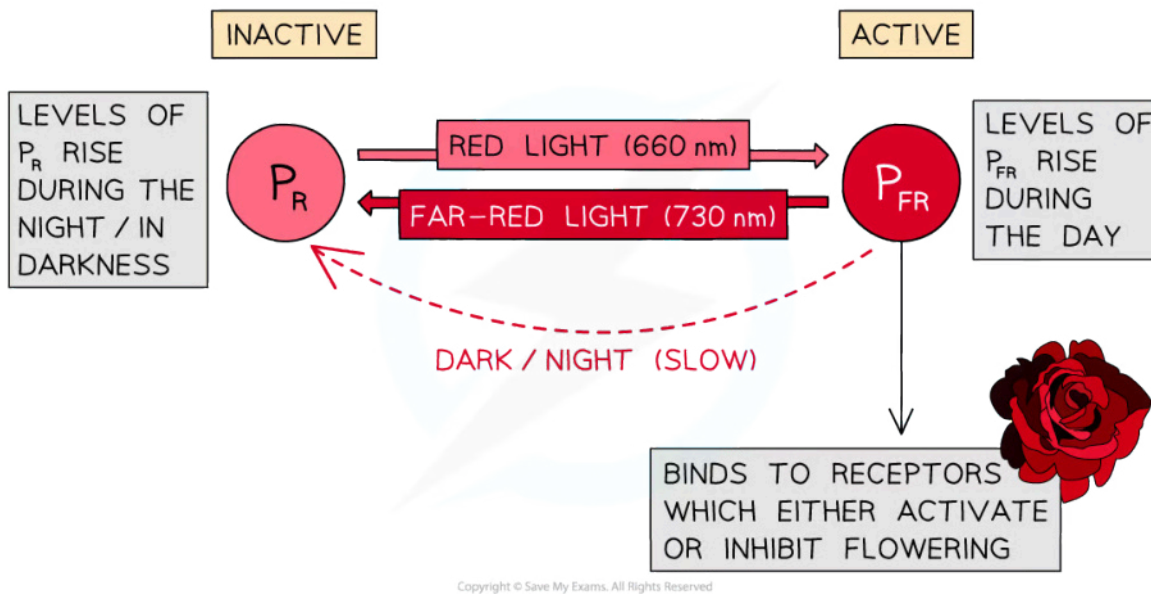 INACTIVE
ACTIVE
LEVELS OF
PR RISE
DURING THE
NIGHT / IN
DARKNESS
PR
RED LIGHT (660 nm)
FAR-RED LIGHT (730 nm)
PFR
LEVELS OF
PFR RISE
DURING
THE DAY
DARK / NIGHT (SLOW)
BINDS TO RECEPTORS
WHICH EITHER ACTIVATE
OR INHIBIT FLOWERING
Copyright © Save My Exams. All Rights Reserved